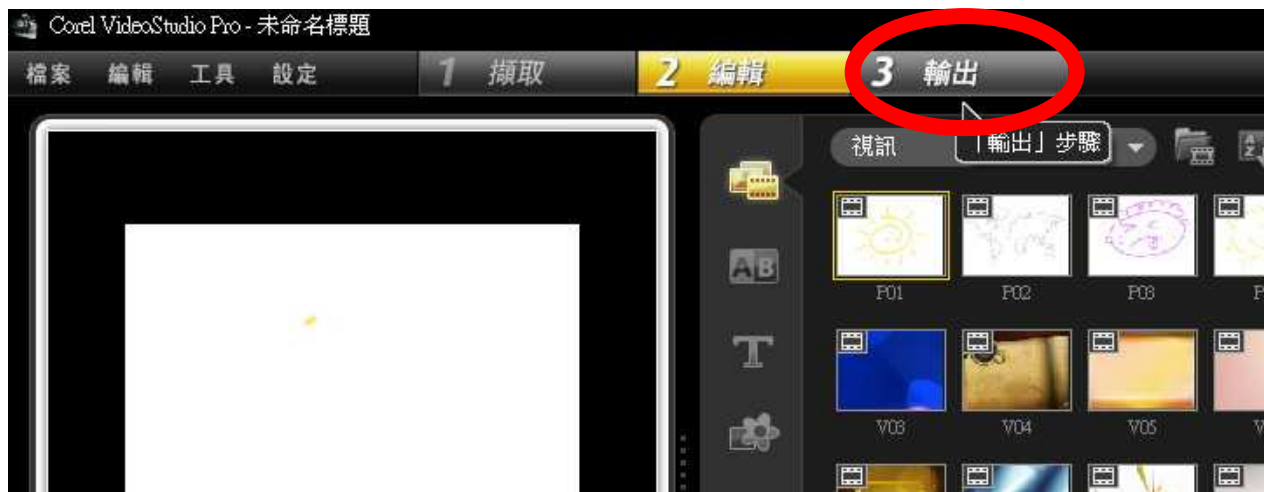 Corel VideoStudio Pro - 未命名標題
檔案 編輯 工具 設定 1 擷取 2 編輯 3 輸出
視訊 「輸出」步驟
AB
P01 P02 P03
T
V03 V04 V05